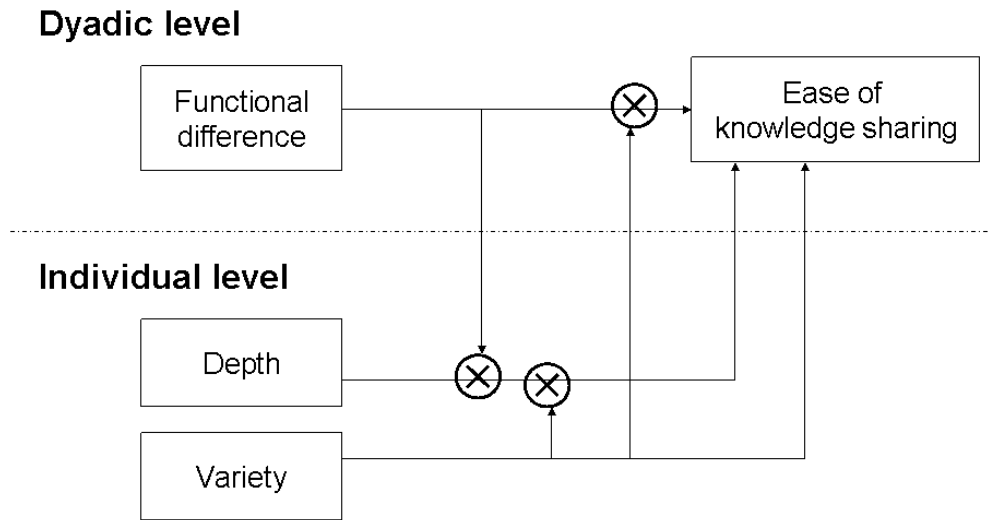 Dyadic level
Functional
difference
Ease of
knowledge sharing
Individual level
Depth
Variety